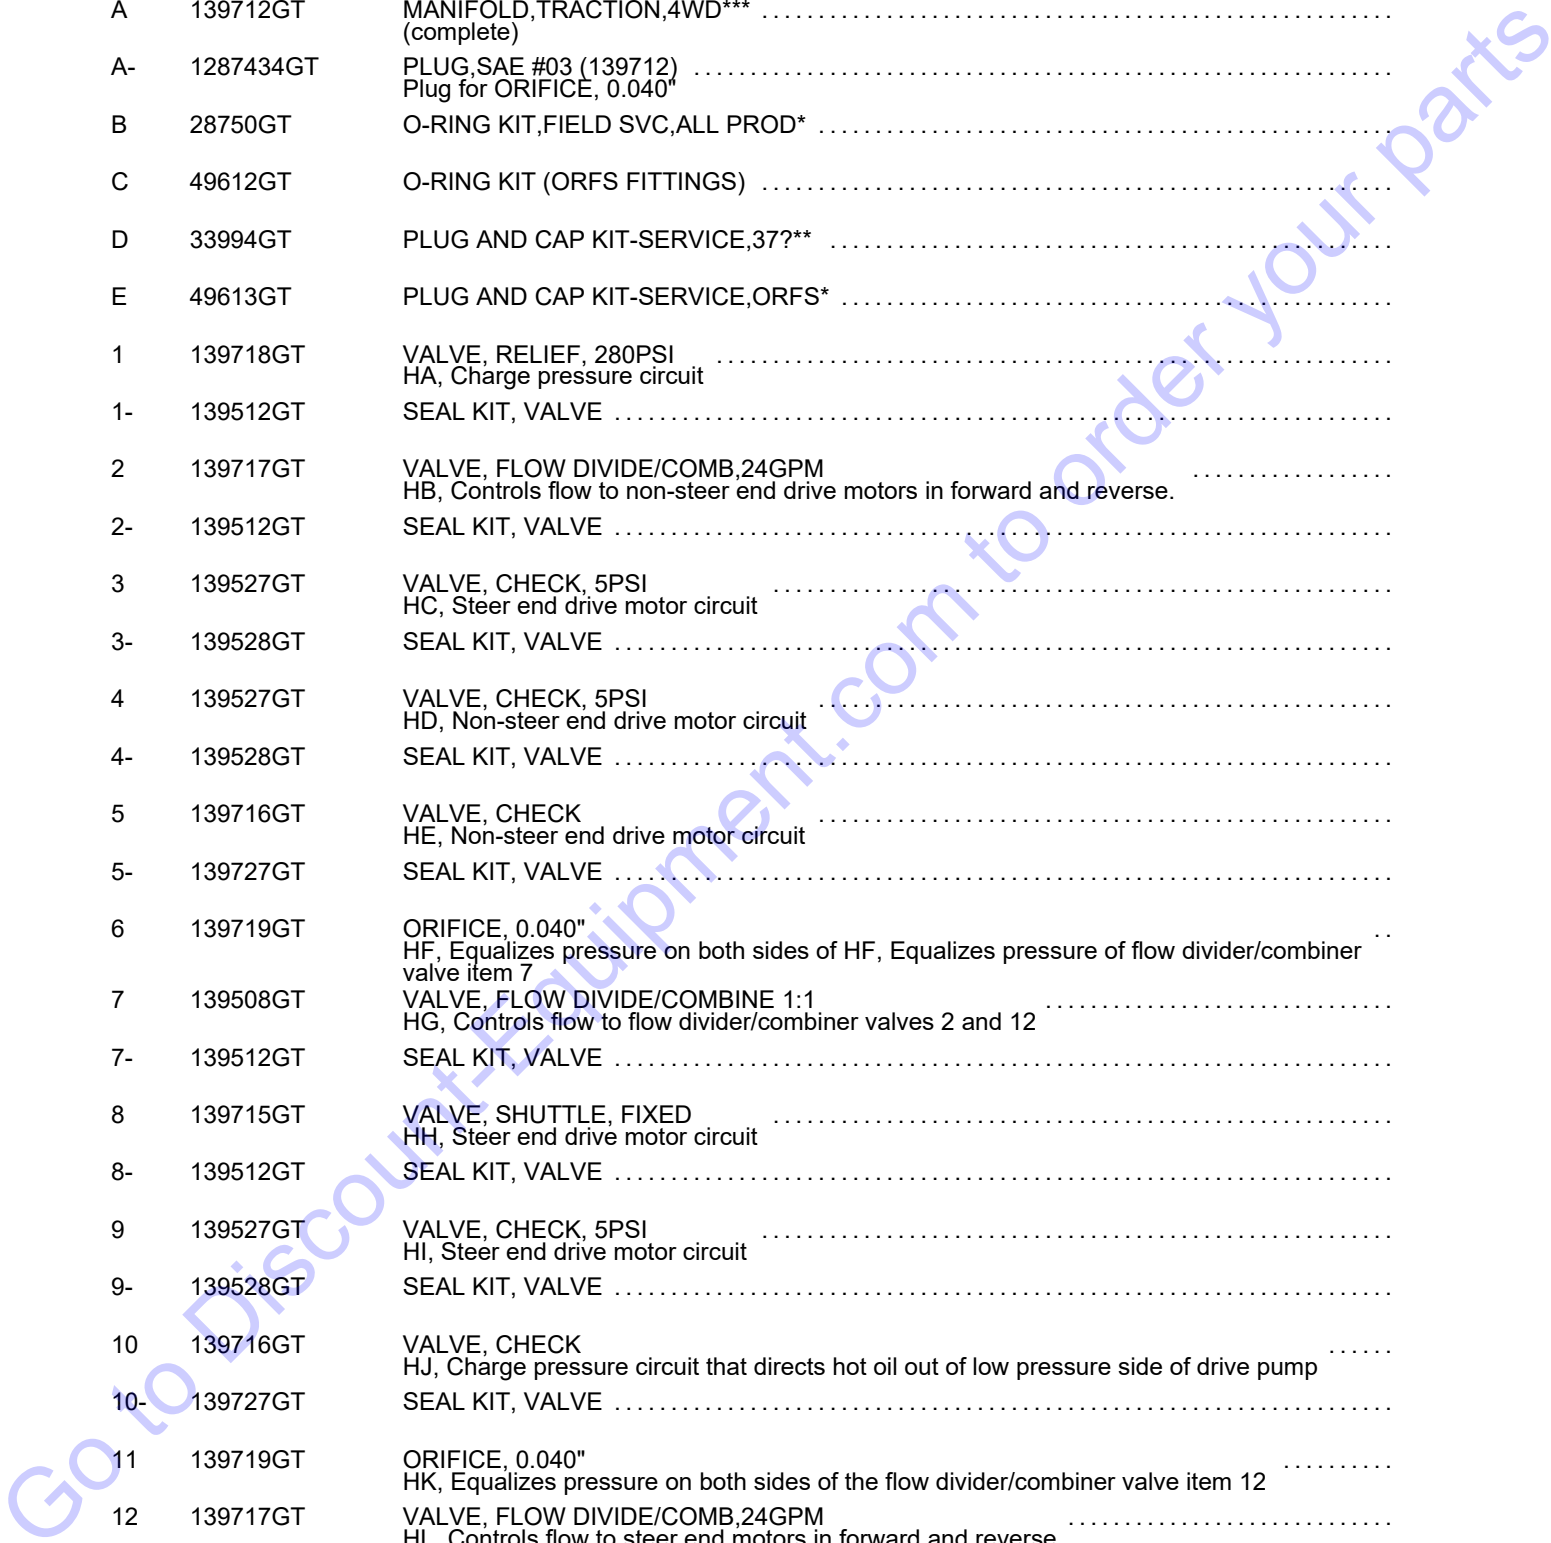 A 139712GT MANIFOLD,TRACTION,4WD***
(complete)
A- 1287434GT PLUG,SAE #03 (139712)
Plug for ORIFICE, 0.040"
B 28750GT O-RING KIT,FIELD SVC,ALL PROD*
C 49612GT O-RING KIT (ORFS FITTINGS)
D 33994GT PLUG AND CAP KIT-SERVICE,37?**
E 49613GT PLUG AND CAP KIT-SERVICE,ORFS*
1 139718GT VALVE, RELIEF, 280PSI
HA, Charge pressure circuit
1- 139512GT SEAL KIT, VALVE
2 139717GT VALVE, FLOW DIVIDE/COMB,24GPM
HB, Controls flow to non-steer end drive motors in forward and reverse.
2- 139512GT SEAL KIT, VALVE
3 139527GT VALVE, CHECK, 5PSI
HC, Steer end drive motor circuit
3- 139528GT SEAL KIT, VALVE
4 139527GT VALVE, CHECK, 5PSI
HD, Non-steer end drive motor circuit
4- 139528GT SEAL KIT, VALVE
5 139716GT VALVE, CHECK
HE, Non-steer end drive motor circuit
5- 139727GT SEAL KIT, VALVE
6 139719GT ORIFICE, 0.040"
HF, Equalizes pressure on both sides of HF, Equalizes pressure of flow divider/combiner
valve item 7
7 139508GT VALVE, FLOW DIVIDE/COMBINE 1:1
HG, Controls flow to flow divider/combiner valves 2 and 12
7- 139512GT SEAL KIT, VALVE
8 139715GT VALVE, SHUTTLE, FIXED
HH, Steer end drive motor circuit
8- 139512GT SEAL KIT, VALVE
9 139527GT VALVE, CHECK, 5PSI
HI, Steer end drive motor circuit
9- 139528GT SEAL KIT, VALVE
10 139716GT VALVE, CHECK
HJ, Charge pressure circuit that directs hot oil out of low pressure side of drive pump
10- 139727GT SEAL KIT, VALVE
11 139719GT ORIFICE, 0.040"
HK, Equalizes pressure on both sides of the flow divider/combiner valve item 12
12 139717GT VALVE, FLOW DIVIDE/COMB,24GPM
HL, Controls flow to steer end motors in forward and reverse
Go to Discount-Equipment.com to order your parts